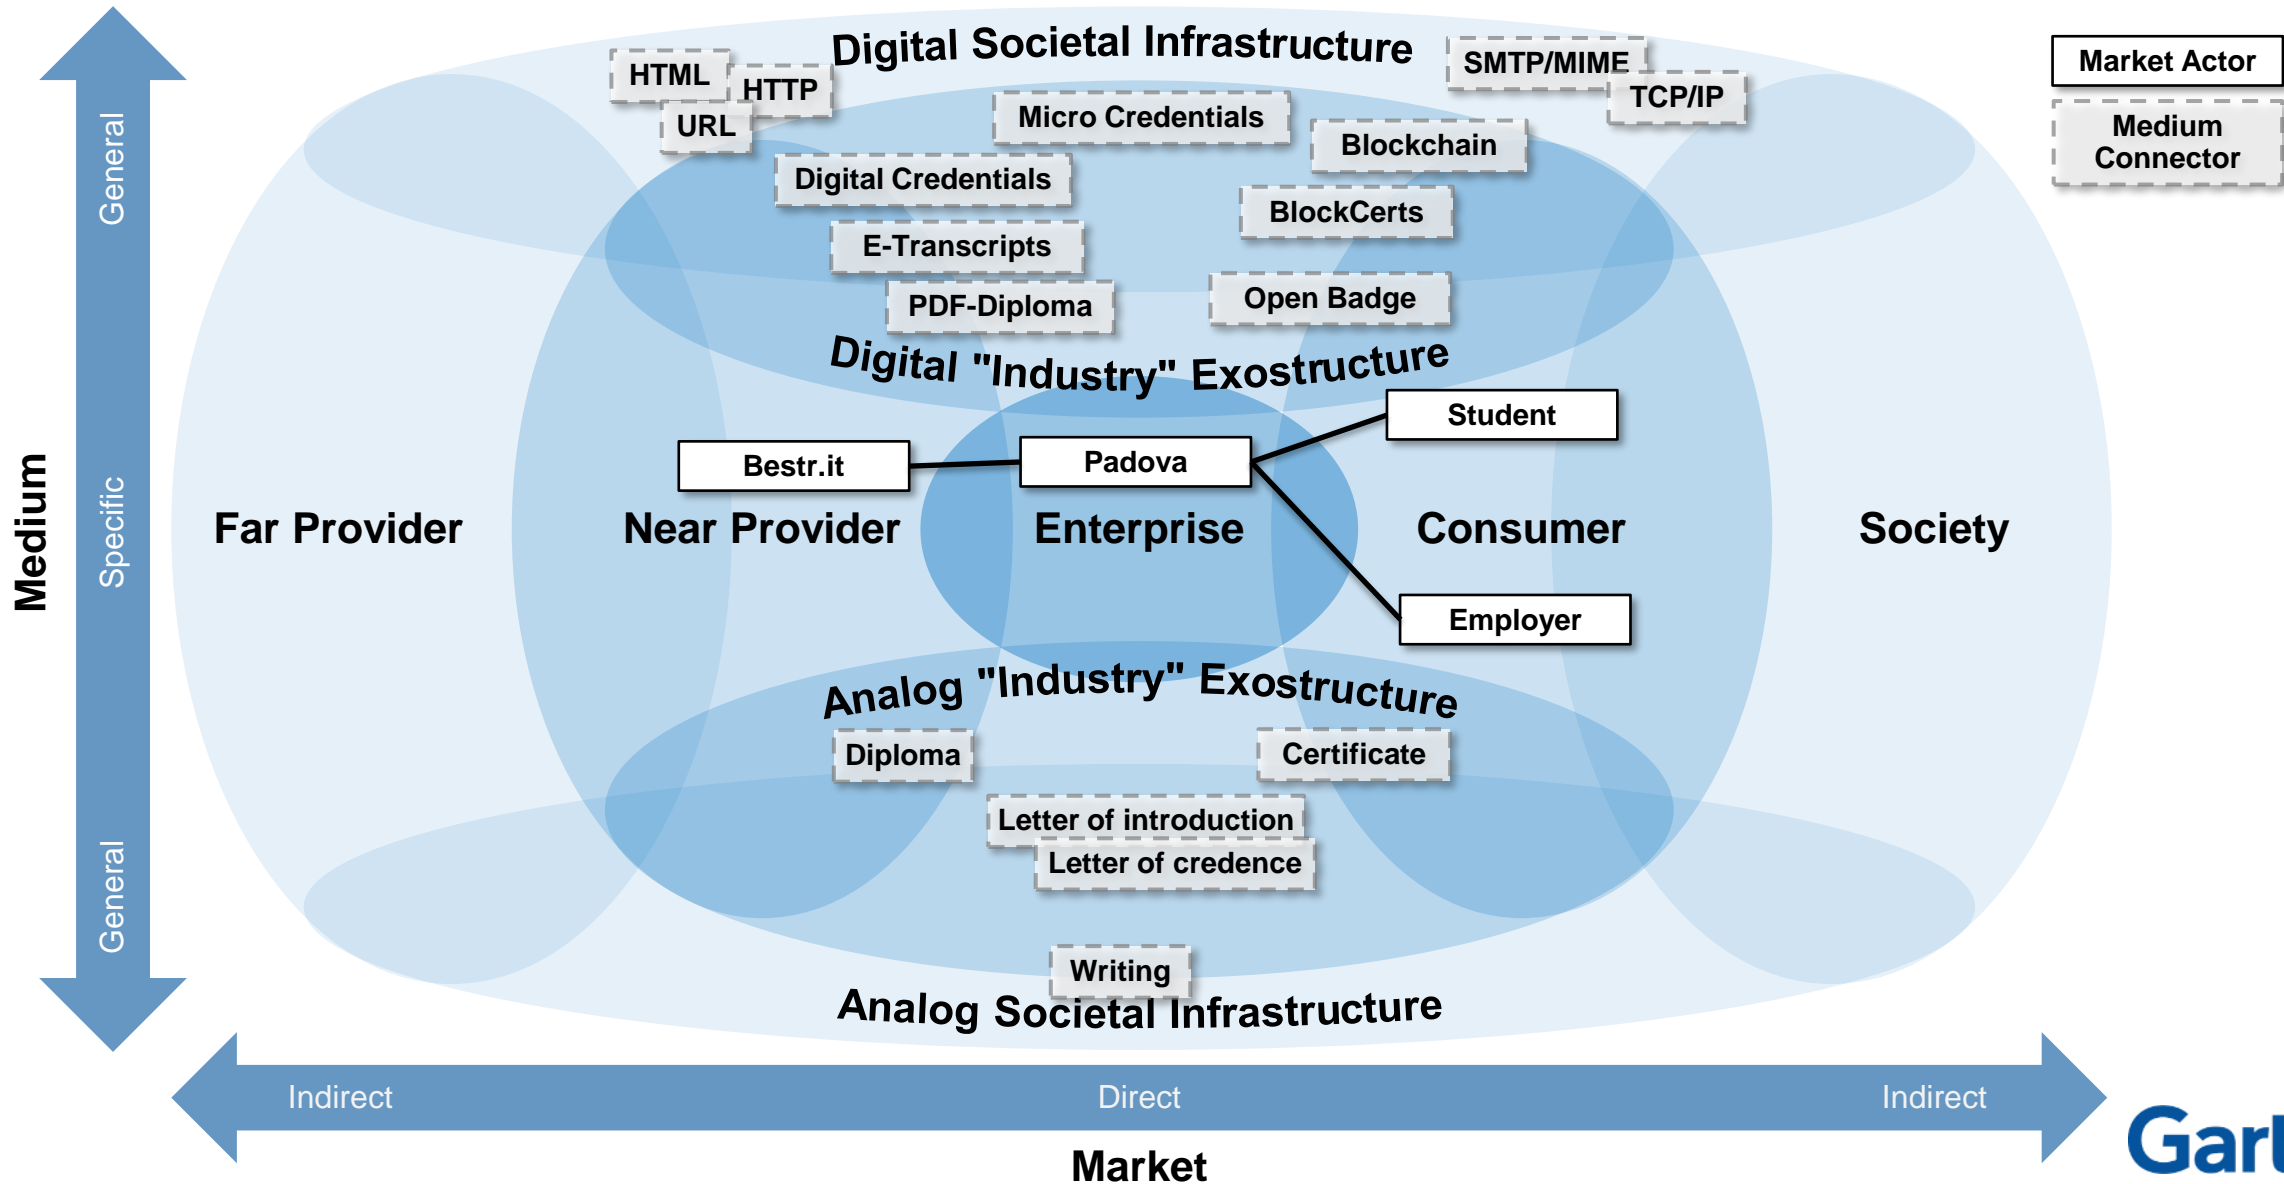 Digital Societal Infrastructure
HTML
HTTP
URL
SMTP/MIME
TCP/IP
Market Actor
Medium
Connector
Micro Credentials
Blockchain
Digital Credentials
BlockCerts
E-Transcripts
PDF-Diploma
Open Badge
Digital "Industry" Exostructure
Student
Bestr.it
Padova
Far Provider
Near Provider
Enterprise
Consumer
Society
Employer
Analog "Industry" Exostructure
Diploma
Certificate
Letter of introduction
Letter of credence
Writing
Analog Societal Infrastructure
Medium
General
Specific
General
Indirect
Direct
Indirect
Market